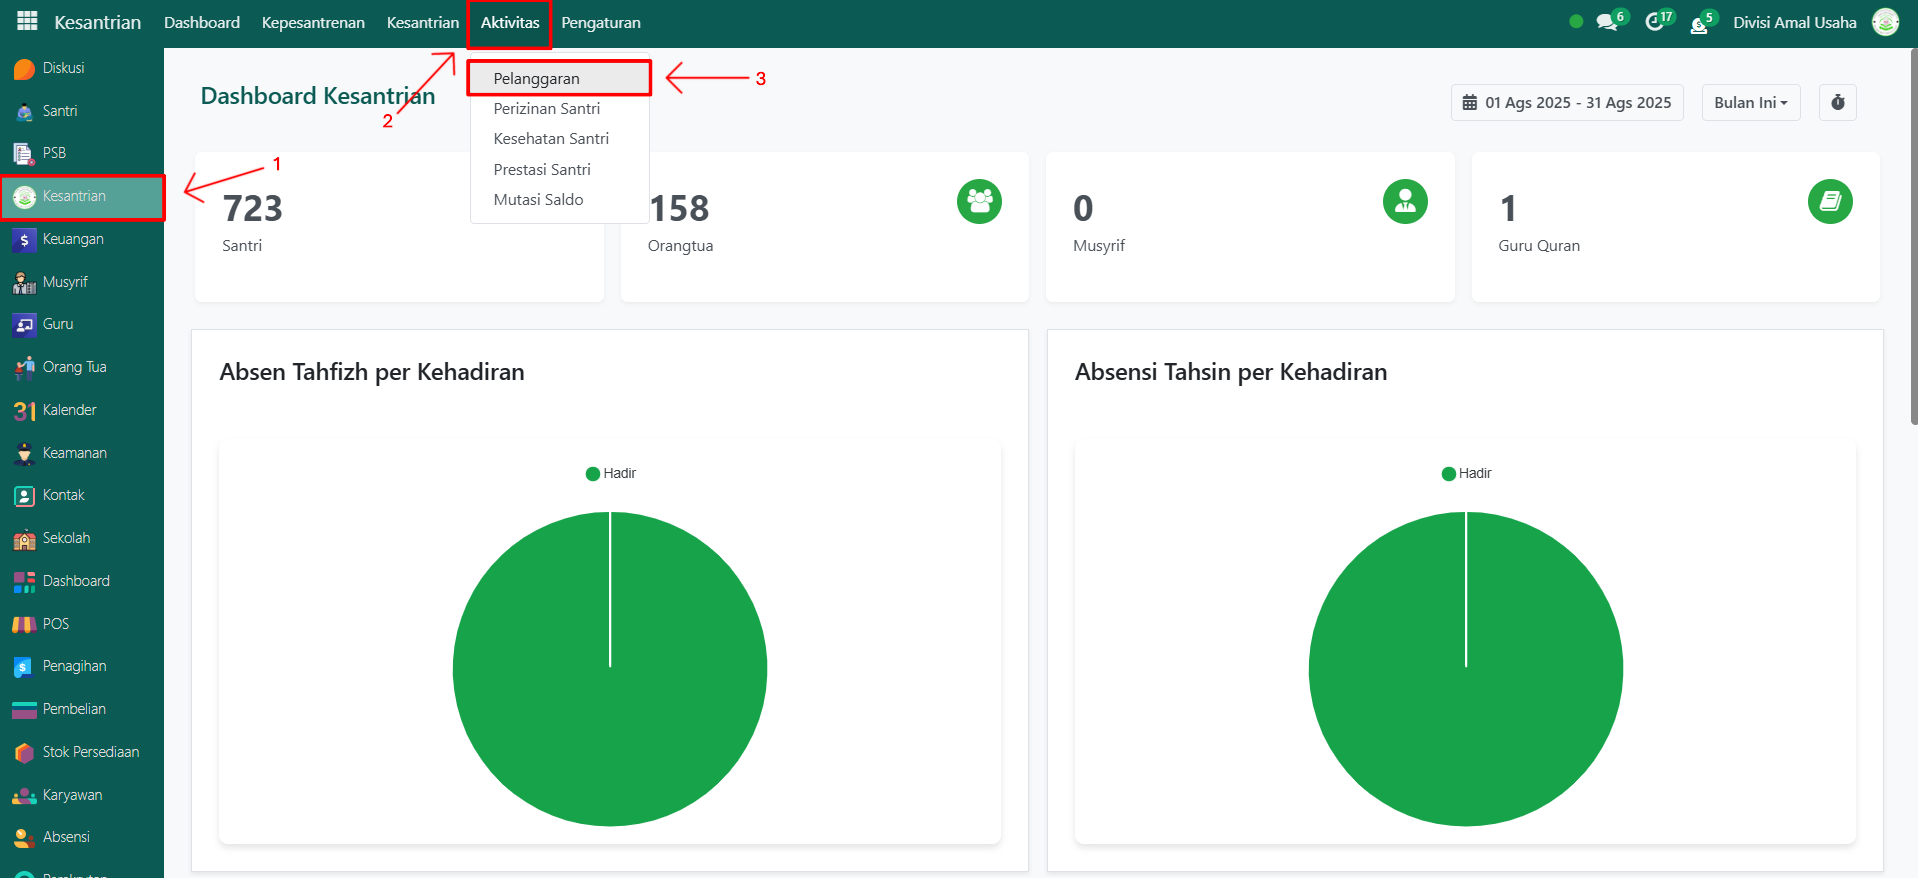 Kesantrian Dashboard Kepesantrenan Kesantrian Aktivitas Pengaturan 6 17 5 Divisi Amal Usaha
Diskusi
Santri
PSB
Kesantrian
Keuangan
Musyrif
Guru
Orang Tua
31 Kalender
Keamanan
Kontak
Sekolah
Dashboard
POS
Penagihan
Pembelian
Stok Persediaan
Karyawan
Absensi
Pelanggaran
Perizinan Santri
Kesehatan Santri
Prestasi Santri
Mutasi Saldo
1
2
3
Dashboard Kesantrian
01 Ags 2025 - 31 Ags 2025 Bulan Ini
723
Santri
158
Orangtua
0
Musyrif
1
Guru Quran
Absen Tahfizh per Kehadiran
Hadir
Absensi Tahsin per Kehadiran
Hadir